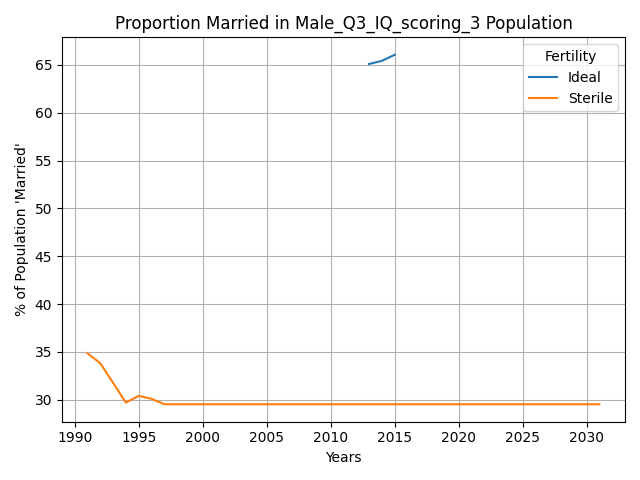 Proportion Married in Male_Q3_IQ_scoring_3 Population
% of Population 'Married'
65
60
55
50
45
40
35
30
Fertility
Ideal
Sterile
1990 1995 2000 2005 2010 2015 2020 2025 2030
Years